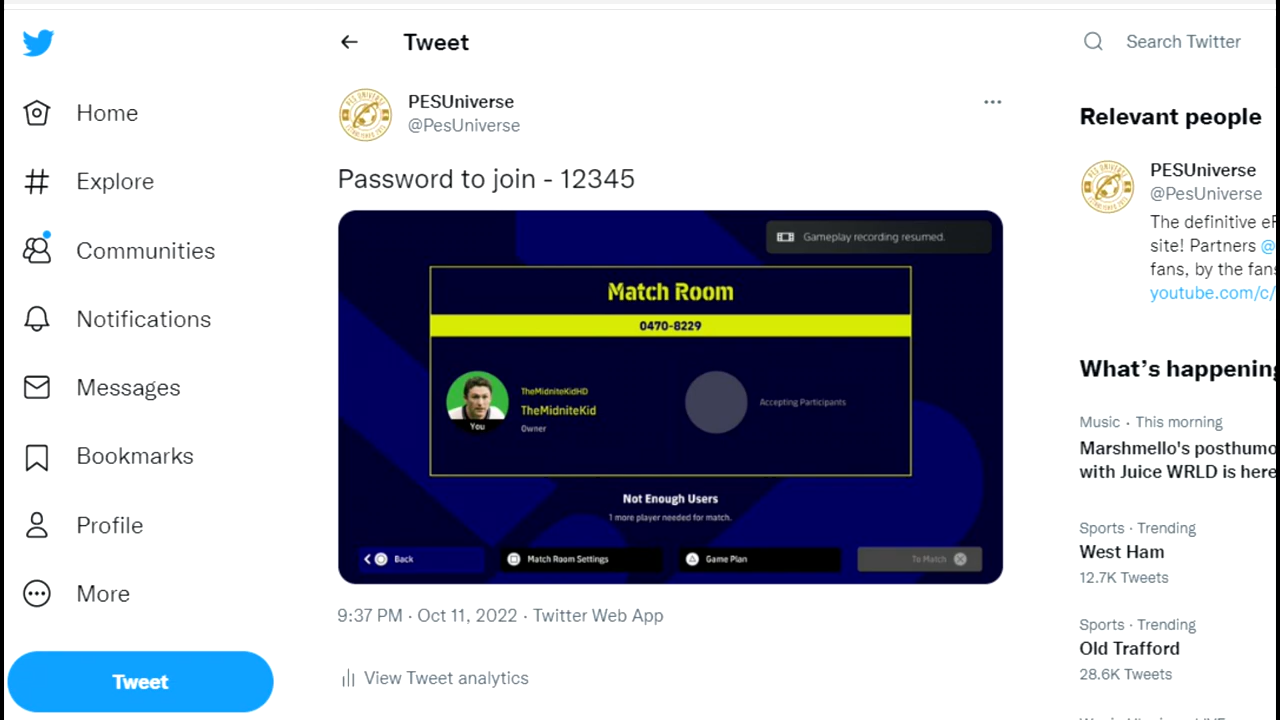 Tweet
Search Twitter
Home
Explore
Communities
Notifications
Messages
Bookmarks
Profile
More
Tweet
PESUniverse
@PesUniverse
Password to join - 12345
Gameplay recording resumed.
Match Room
0470-8229
You
TheMidniteKidHD
TheMidniteKid
Owner
Accepting Participants
Not Enough Users
1 more player needed for match.
Back
Match Room Settings
Game Plan
To Match
9:37 PM · Oct 11, 2022 · Twitter Web App
View Tweet analytics
Relevant people
PESUniverse
@PesUniverse
The definitive eF
site! Partners @
fans, by the fans
youtube.com/c/
What's happening
Music · This morning
Marshmello's posthumo
with Juice WRLD is here
Sports · Trending
West Ham
12.7K Tweets
Sports · Trending
Old Trafford
28.6K Tweets